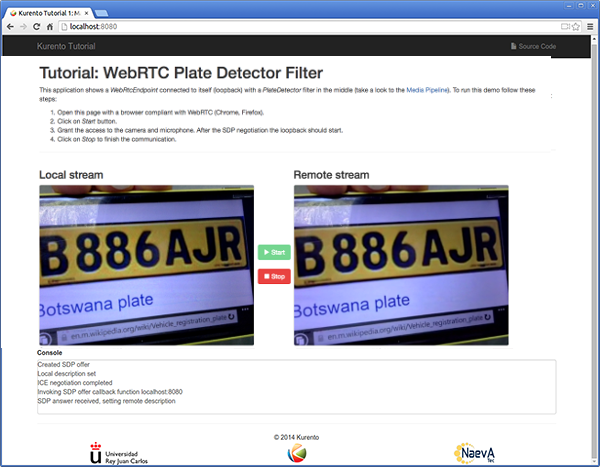 Kurento Tutorial 1: M
localhost:8080
Kurento Tutorial
Source Code
Tutorial: WebRTC Plate Detector Filter
This application shows a WebRtcEndpoint connected to itself (loopback) with a PlateDetector filter in the middle (take a look to the Media Pipeline). To run this demo follow these
steps:
1. Open this page with a browser compliant with WebRTC (Chrome, Firefox).
2. Click on Start button.
3. Grant the access to the camera and microphone. After the SDP negotiation the loopback should start.
4. Click on Stop to finish the communication.
Local stream
Remote stream
B886AJR
Botswana plate
en.m.wikipedia.org/wiki/Vehicle_registration_plate
Start
Stop
B886AJR
Botswana plate
en.m.wikipedia.org/wiki/Vehicle_registration_plate
Console
Created SDP offer
Local description set
ICE negotiation completed
Invoking SDP offer callback function localhost:8080
SDP answer received, setting remote description
© 2014 Kurento
Universidad
Rey Juan Carlos
NaevA
Tec